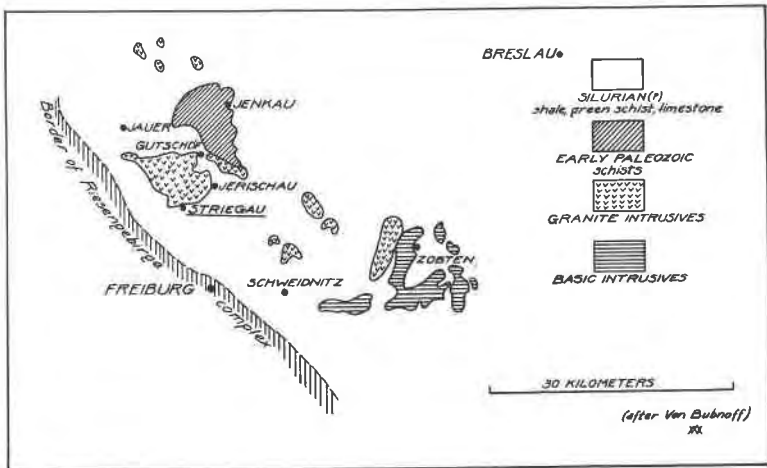 BRESLAU
SILURIAN(?)
shale, green schist, limestone
EARLY PALEOZOIC
schists
GRANITE INTRUSIVES
BASIC INTRUSIVES
JENKAU
JAUER
GUTSCHOF
JERISCHAU
STRIEGAU
Border of Riesengebirge
complex
FREIBURG
SCHWEIDNITZ
ZOBTEN
30 KILOMETERS
(after Von Bubnoff)